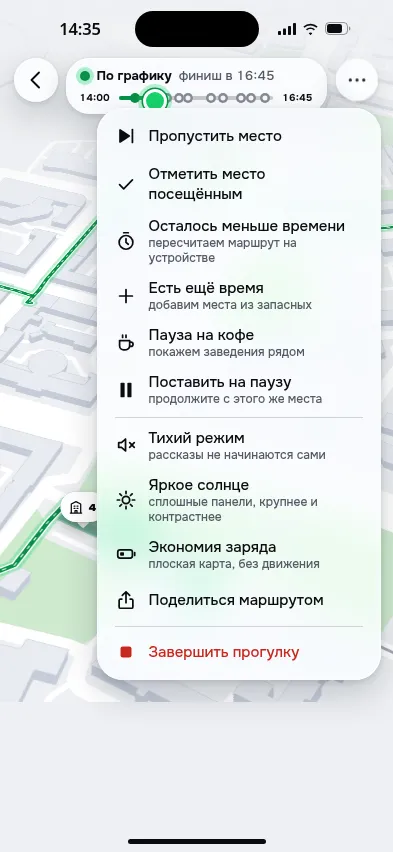 14:35
По графику финиш в 16:45
14:00 16:45
Пропустить место
Отметить место
посещённым
Осталось меньше времени
пересчитаем маршрут на
устройстве
Есть ещё время
добавим места из запасных
Пауза на кофе
покажем заведения рядом
Поставить на паузу
продолжите с этого же места
Тихий режим
рассказы не начинаются сами
Яркое солнце
сплошные панели, крупнее и
контрастнее
4
Экономия заряда
плоская карта, без движения
Поделиться маршрутом
Завершить прогулку